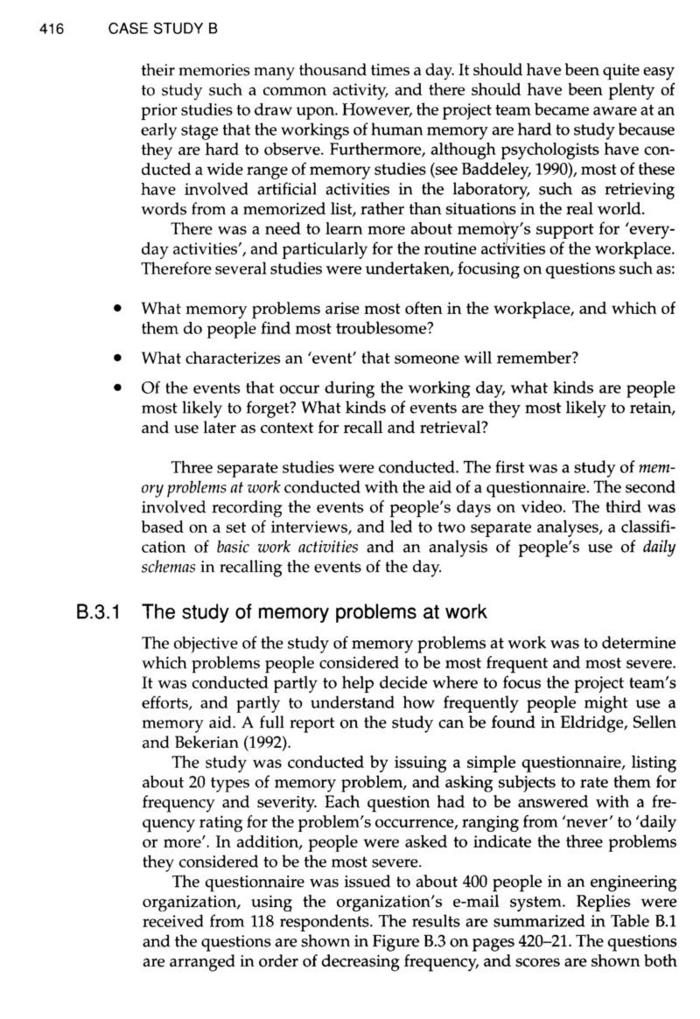 416 CASE STUDY B
their memories many thousand times a day. It should have been quite easy
to study such a common activity, and there should have been plenty of
prior studies to draw upon. However, the project team became aware at an
early stage that the workings of human memory are hard to study because
they are hard to observe. Furthermore, although psychologists have con-
ducted a wide range of memory studies (see Baddeley, 1990), most of these
have involved artificial activities in the laboratory, such as retrieving
words from a memorized list, rather than situations in the real world.
There was a need to learn more about memory's support for 'every-
day activities', and particularly for the routine activities of the workplace.
Therefore several studies were undertaken, focusing on questions such as:
• What memory problems arise most often in the workplace, and which of
them do people find most troublesome?
• What characterizes an 'event' that someone will remember?
• Of the events that occur during the working day, what kinds are people
most likely to forget? What kinds of events are they most likely to retain,
and use later as context for recall and retrieval?
Three separate studies were conducted. The first was a study of mem-
ory problems at work conducted with the aid of a questionnaire. The second
involved recording the events of people's days on video. The third was
based on a set of interviews, and led to two separate analyses, a classifi-
cation of basic work activities and an analysis of people's use of daily
schemas in recalling the events of the day.
B.3.1 The study of memory problems at work
The objective of the study of memory problems at work was to determine
which problems people considered to be most frequent and most severe.
It was conducted partly to help decide where to focus the project team's
efforts, and partly to understand how frequently people might use a
memory aid. A full report on the study can be found in Eldridge, Sellen
and Bekerian (1992).
The study was conducted by issuing a simple questionnaire, listing
about 20 types of memory problem, and asking subjects to rate them for
frequency and severity. Each question had to be answered with a fre-
quency rating for the problem's occurrence, ranging from 'never' to 'daily
or more'. In addition, people were asked to indicate the three problems
they considered to be the most severe.
The questionnaire was issued to about 400 people in an engineering
organization, using the organization's e-mail system. Replies were
received from 118 respondents. The results are summarized in Table B.1
and the questions are shown in Figure B.3 on pages 420–21. The questions
are arranged in order of decreasing frequency, and scores are shown both